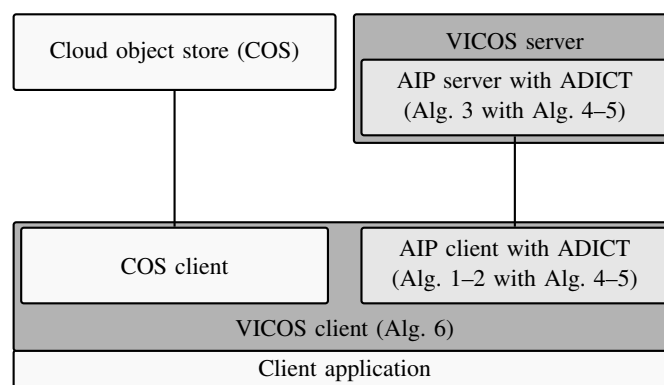 Cloud object store (COS)
VICOS server
AIP server with ADICT
(Alg. 3 with Alg. 4–5)
COS client
AIP client with ADICT
(Alg. 1–2 with Alg. 4–5)
VICOS client (Alg. 6)
Client application